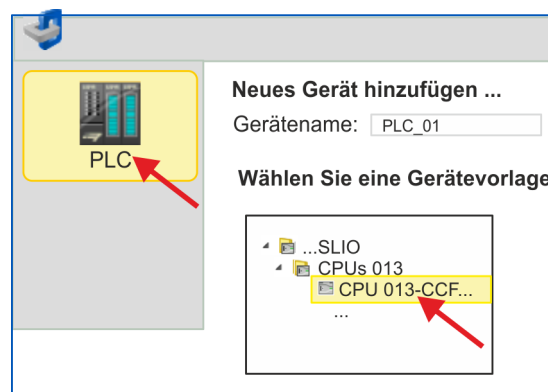 Neues Gerät hinzufügen ...
Gerätename: PLC_01
PLC
Wählen Sie eine Gerätevorlage
...SLIO
CPUs 013
CPU 013-CCF...
...